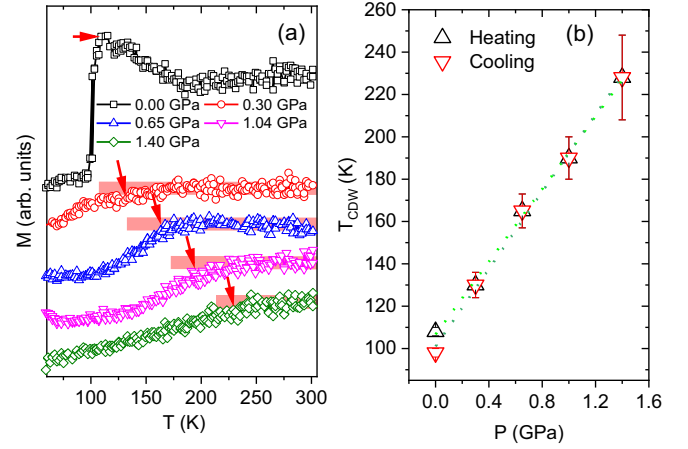 (a)
0.00 GPa 0.30 GPa
0.65 GPa 1.04 GPa
1.40 GPa
M (arb. units)
100 150 200 250 300
T (K)
(b)
Heating
Cooling
260
240
220
200
180
160
140
120
100
T_CDW (K)
0.0 0.4 0.8 1.2 1.6
P (GPa)